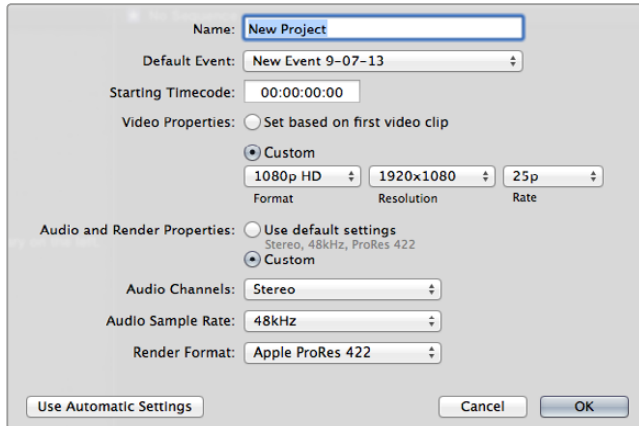 Name: New Project
Default Event: New Event 9-07-13
Starting Timecode: 00:00:00:00
Video Properties: Set based on first video clip
Custom
1080p HD 1920x1080 25p
Format Resolution Rate
Audio and Render Properties: Use default settings
Stereo, 48kHz, ProRes 422
Custom
Audio Channels: Stereo
Audio Sample Rate: 48kHz
Render Format: Apple ProRes 422
Use Automatic Settings Cancel OK